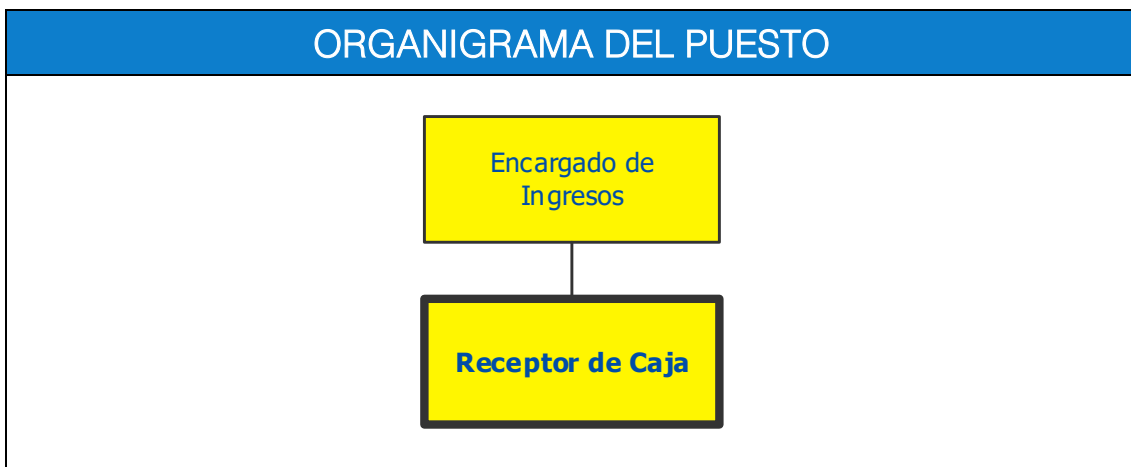 ORGANIGRAMA DEL PUESTO
Encargado de
Ingresos
Receptor de Caja